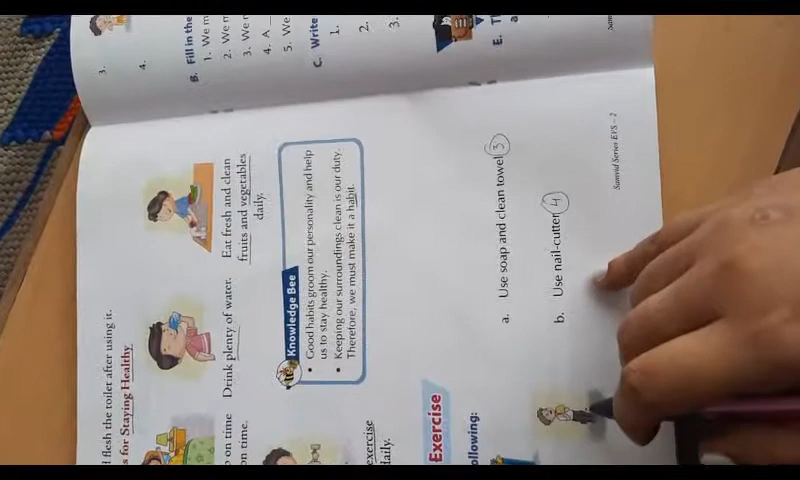 d flesh the toilet after using it.
s for Staying Healthy
on time
on time.
Drink plenty of water.
Eat fresh and clean
fruits and vegetables
daily.
exercise
daily.
Knowledge Bee
• Good habits groom our personality and help
us to stay healthy.
• Keeping our surroundings clean is our duty.
Therefore, we must make it a habit.
Exercise
ollowing:
a. Use soap and clean towel 3
b. Use nail-cutter 4
Samvid Series EVS – 2
3.
4.
B. Fill in the
1. We m
2. We r
3. We r
4. A
5. We
C. Write
1.
2.
3.
E. T
a
Sam